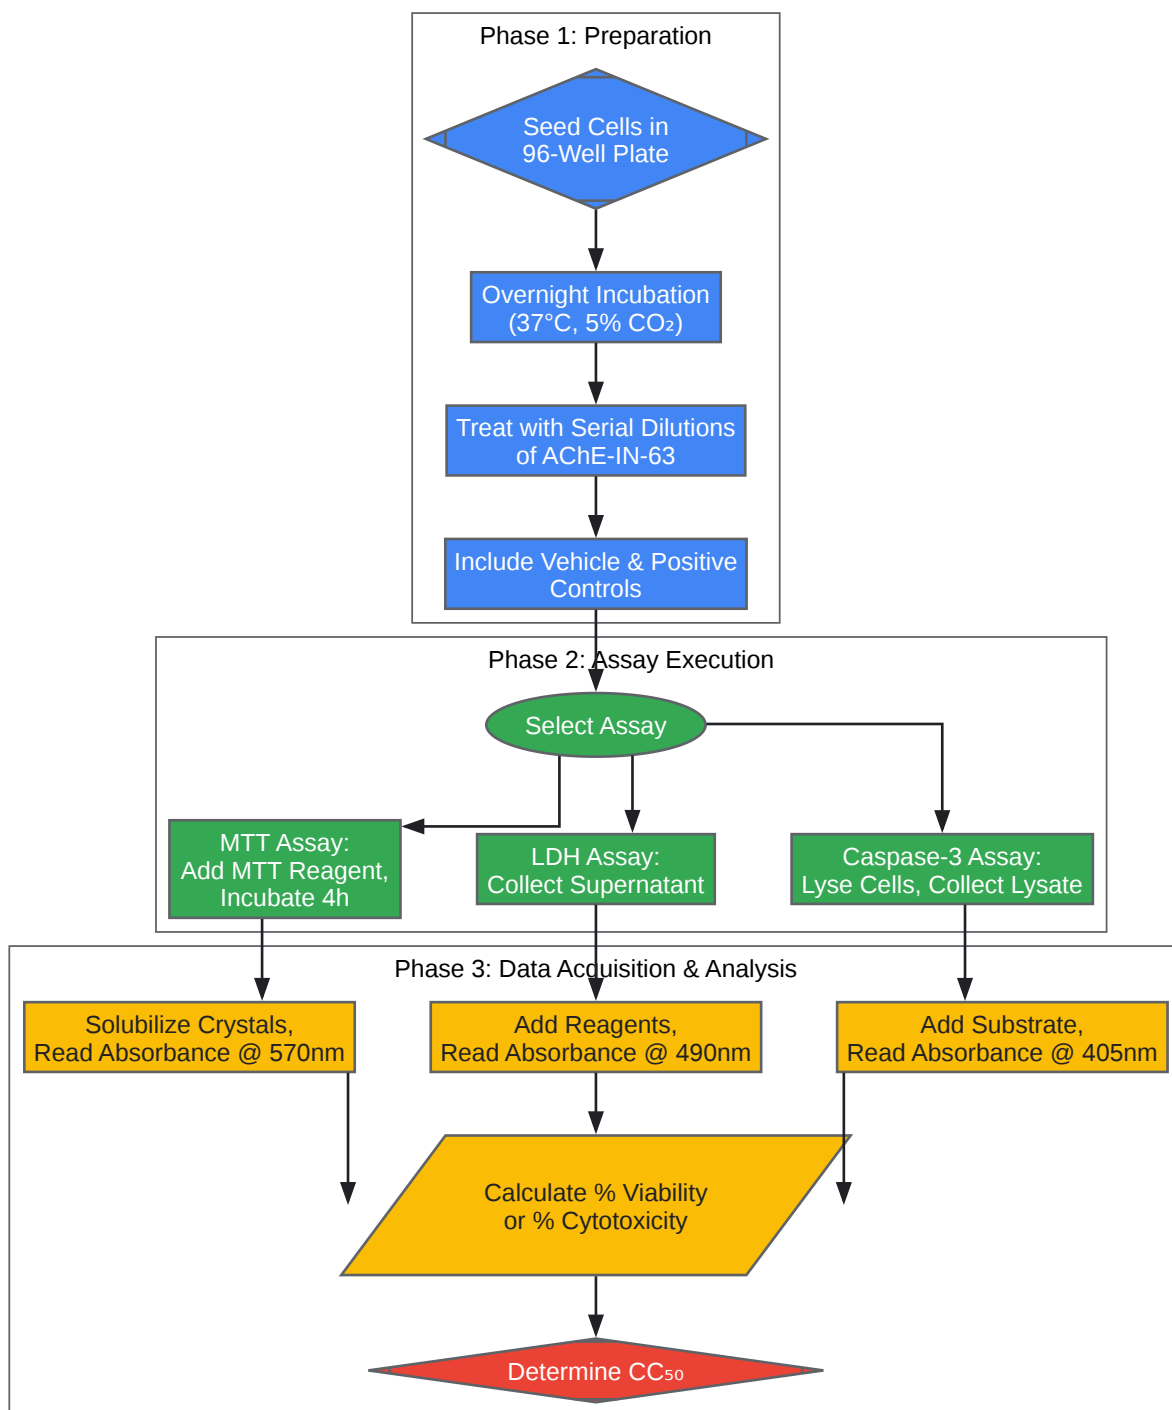 Phase 1: Preparation
Seed Cells in
96-Well Plate
Overnight Incubation
(37°C, 5% CO₂)
Treat with Serial Dilutions
of AChE-IN-63
Include Vehicle & Positive
Controls
Phase 2: Assay Execution
Select Assay
MTT Assay:
Add MTT Reagent,
Incubate 4h
LDH Assay:
Collect Supernatant
Caspase-3 Assay:
Lyse Cells, Collect Lysate
Phase 3: Data Acquisition & Analysis
Solubilize Crystals,
Read Absorbance @ 570nm
Add Reagents,
Read Absorbance @ 490nm
Add Substrate,
Read Absorbance @ 405nm
Calculate % Viability
or % Cytotoxicity
Determine CC₅₀